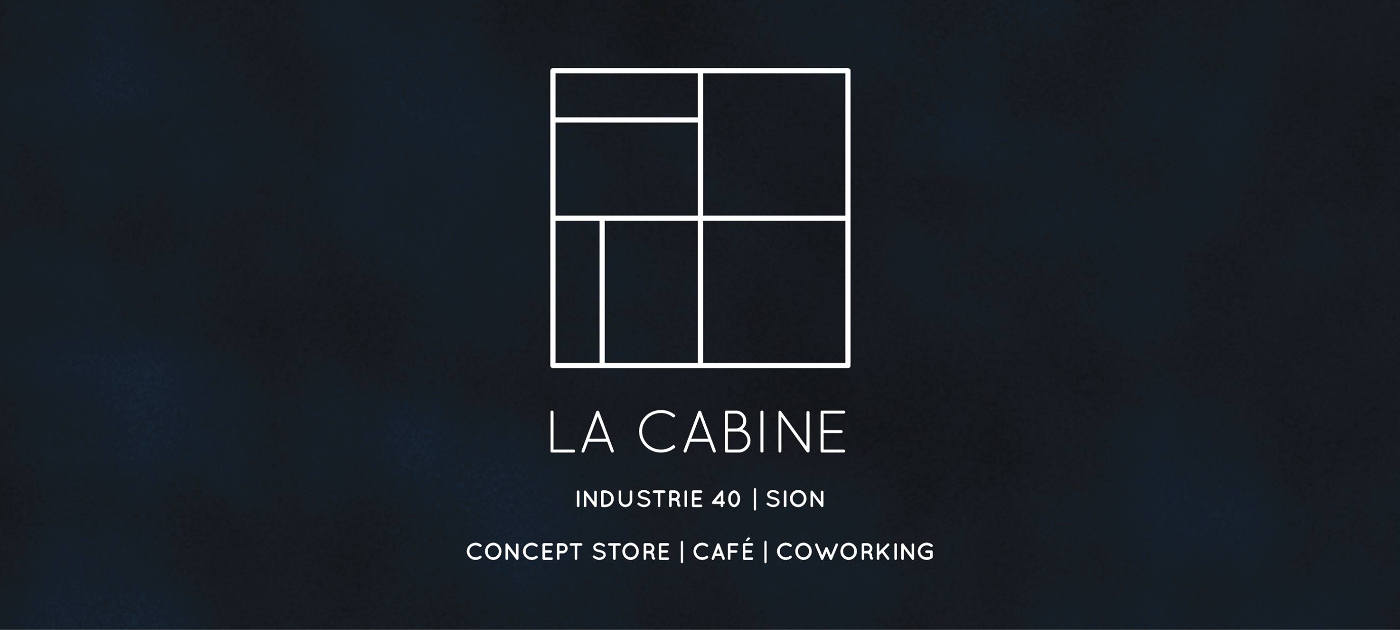 LA CABINE
INDUSTRIE 40 | SION
CONCEPT STORE | CAFÉ | COWORKING